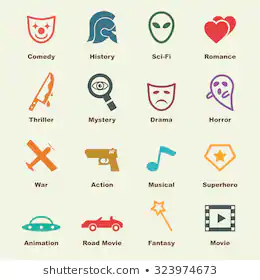 Comedy History Sci-Fi Romance
Thriller Mystery Drama Horror
War Action Musical Superhero
Animation Road Movie Fantasy Movie
shutterstock.com • 323974673